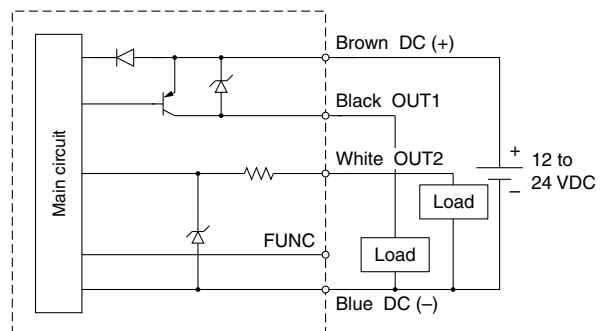 Main circuit
Brown DC (+)
Black OUT1
White OUT2
FUNC
Blue DC (–)
Load
Load
+
–
12 to
24 VDC